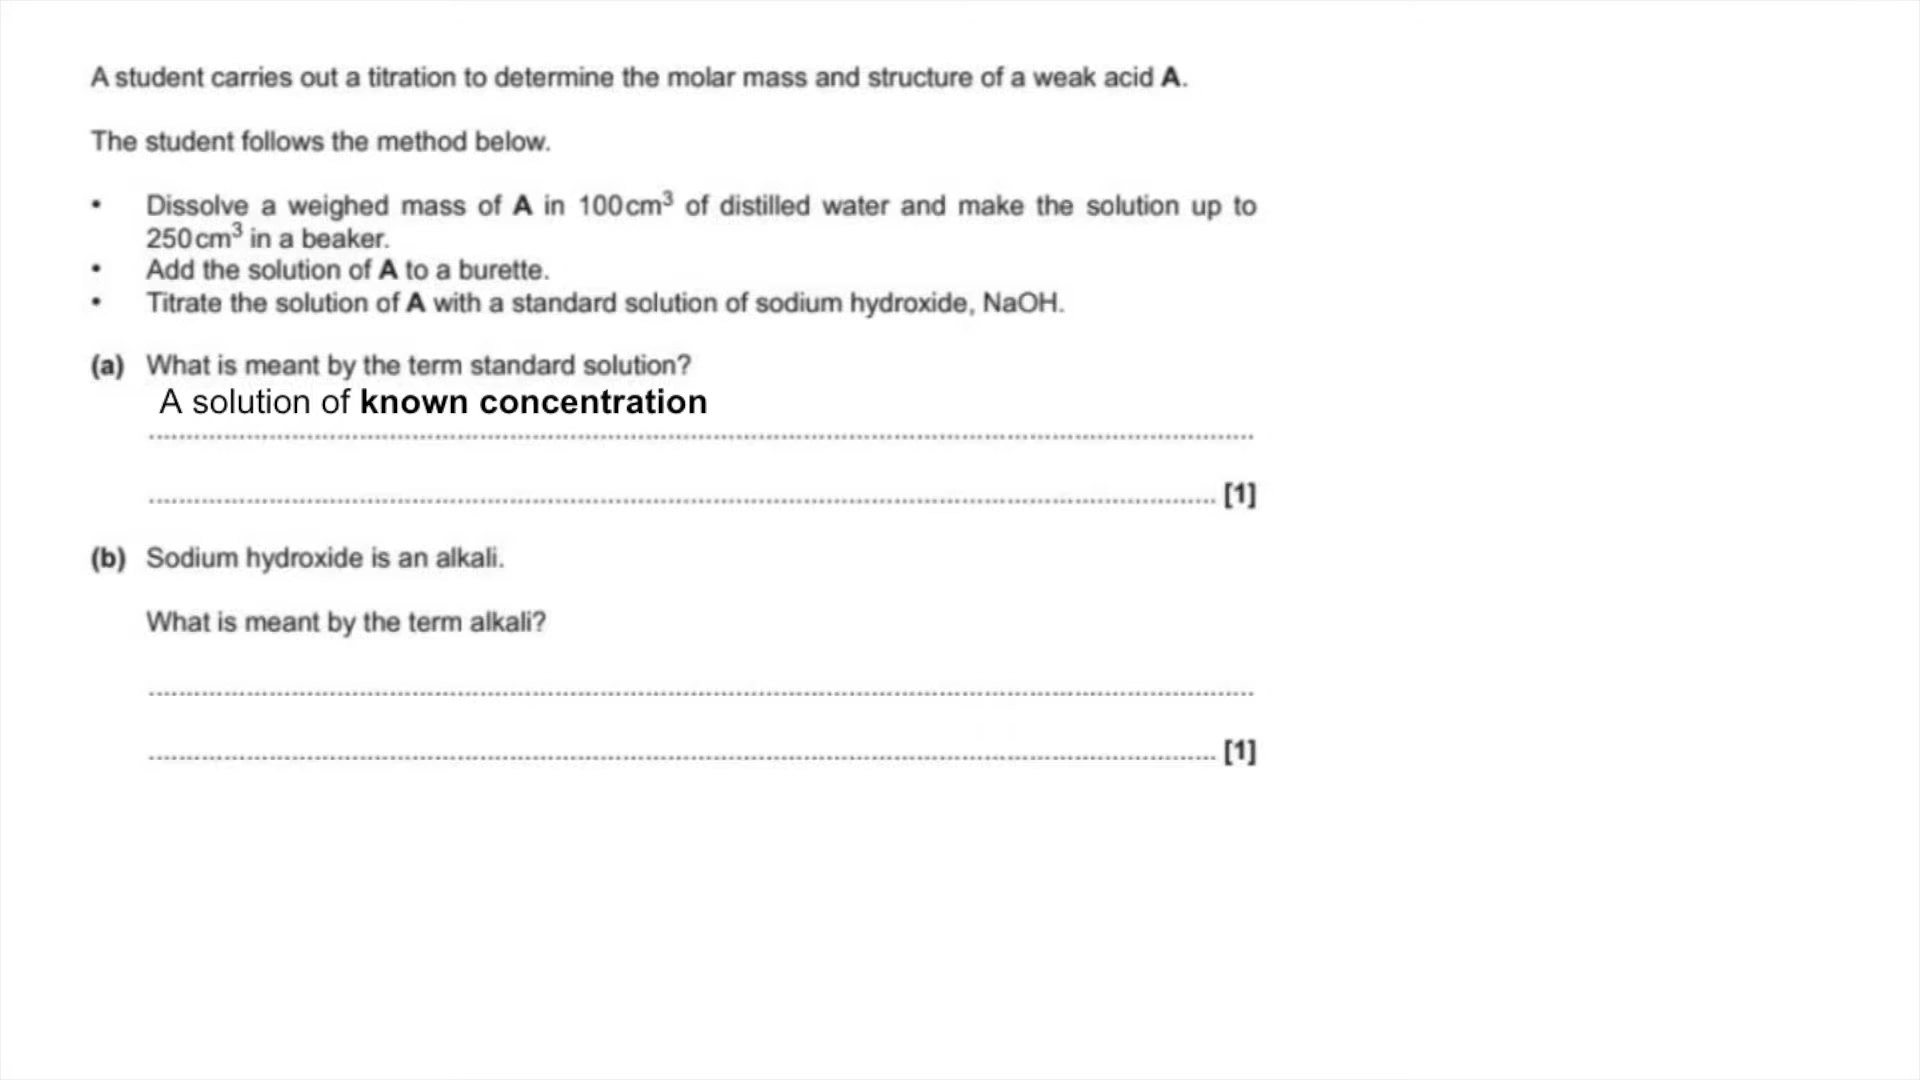 A student carries out a titration to determine the molar mass and structure of a weak acid A.
The student follows the method below.
• Dissolve a weighed mass of A in 100 cm³ of distilled water and make the solution up to
250 cm³ in a beaker.
• Add the solution of A to a burette.
• Titrate the solution of A with a standard solution of sodium hydroxide, NaOH.
(a) What is meant by the term standard solution?
A solution of known concentration
[1]
(b) Sodium hydroxide is an alkali.
What is meant by the term alkali?
[1]